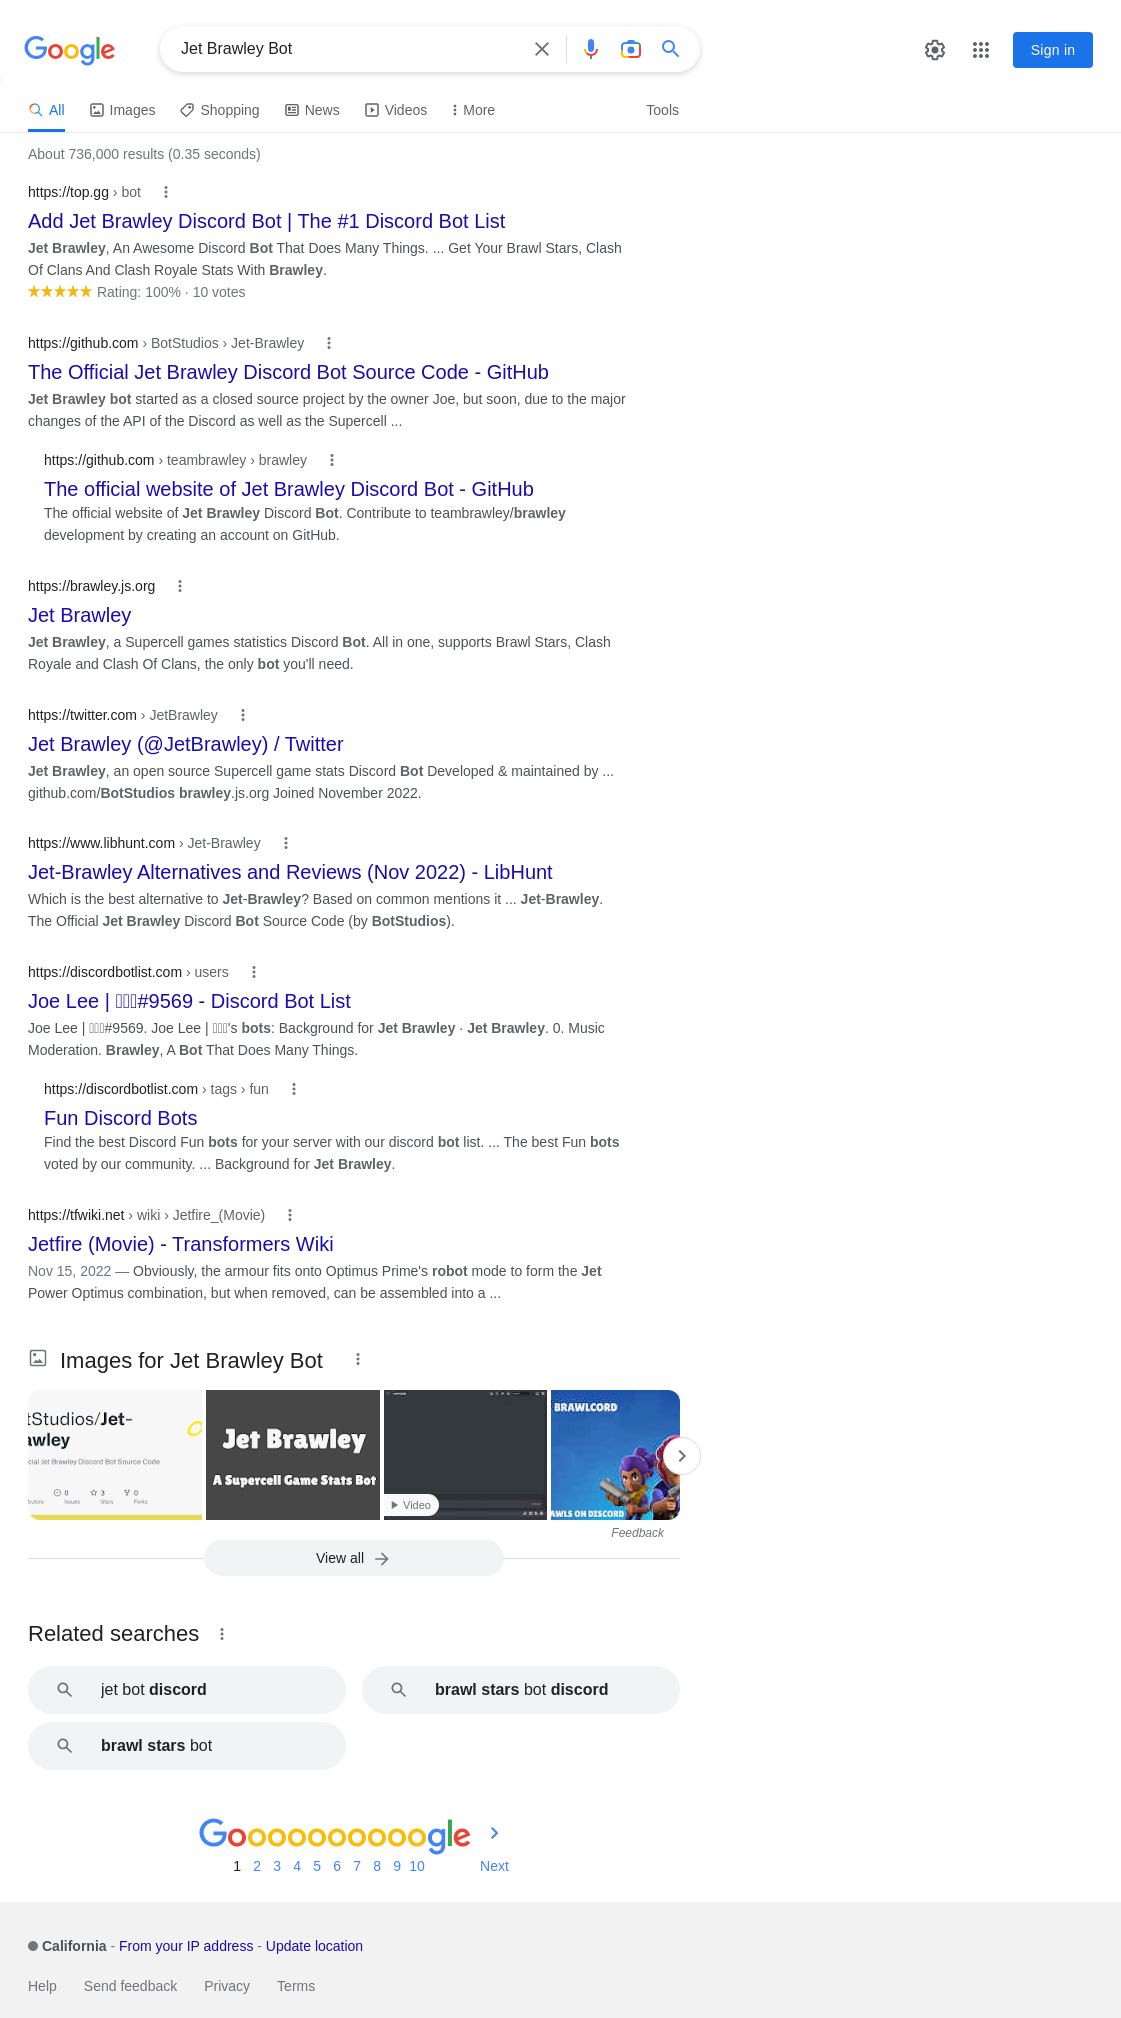 Google
Jet Brawley Bot
Sign in
All
Images
Shopping
News
Videos
More
Tools
About 736,000 results (0.35 seconds)
https://top.gg › bot
Add Jet Brawley Discord Bot | The #1 Discord Bot List
Jet Brawley, An Awesome Discord Bot That Does Many Things. ... Get Your Brawl Stars, Clash
Of Clans And Clash Royale Stats With Brawley.
Rating: 100% · 10 votes
https://github.com › BotStudios › Jet-Brawley
The Official Jet Brawley Discord Bot Source Code - GitHub
Jet Brawley bot started as a closed source project by the owner Joe, but soon, due to the major
changes of the API of the Discord as well as the Supercell ...
https://github.com › teambrawley › brawley
The official website of Jet Brawley Discord Bot - GitHub
The official website of Jet Brawley Discord Bot. Contribute to teambrawley/brawley
development by creating an account on GitHub.
https://brawley.js.org
Jet Brawley
Jet Brawley, a Supercell games statistics Discord Bot. All in one, supports Brawl Stars, Clash
Royale and Clash Of Clans, the only bot you'll need.
https://twitter.com › JetBrawley
Jet Brawley (@JetBrawley) / Twitter
Jet Brawley, an open source Supercell game stats Discord Bot Developed & maintained by ...
github.com/BotStudios brawley.js.org Joined November 2022.
https://www.libhunt.com › Jet-Brawley
Jet-Brawley Alternatives and Reviews (Nov 2022) - LibHunt
Which is the best alternative to Jet-Brawley? Based on common mentions it ... Jet-Brawley.
The Official Jet Brawley Discord Bot Source Code (by BotStudios).
https://discordbotlist.com › users
Joe Lee | #9569 - Discord Bot List
Joe Lee | #9569. Joe Lee | 's bots: Background for Jet Brawley · Jet Brawley. 0. Music
Moderation. Brawley, A Bot That Does Many Things.
https://discordbotlist.com › tags › fun
Fun Discord Bots
Find the best Discord Fun bots for your server with our discord bot list. ... The best Fun bots
voted by our community. ... Background for Jet Brawley.
https://tfwiki.net › wiki › Jetfire_(Movie)
Jetfire (Movie) - Transformers Wiki
Nov 15, 2022 — Obviously, the armour fits onto Optimus Prime's robot mode to form the Jet
Power Optimus combination, but when removed, can be assembled into a ...
Images for Jet Brawley Bot
tStudios/Jet-
awley
cial Jet Brawley Discord Bot Source Code
0 3 0
butors Issues Stars Forks
Jet Brawley
A Supercell Game Stats Bot
Video
BRAWLCORD
AWLS ON DISCORD
Feedback
View all
Related searches
jet bot discord
brawl stars bot discord
brawl stars bot
Goooooooooogle
1 2 3 4 5 6 7 8 9 10 Next
California - From your IP address - Update location
Help Send feedback Privacy Terms